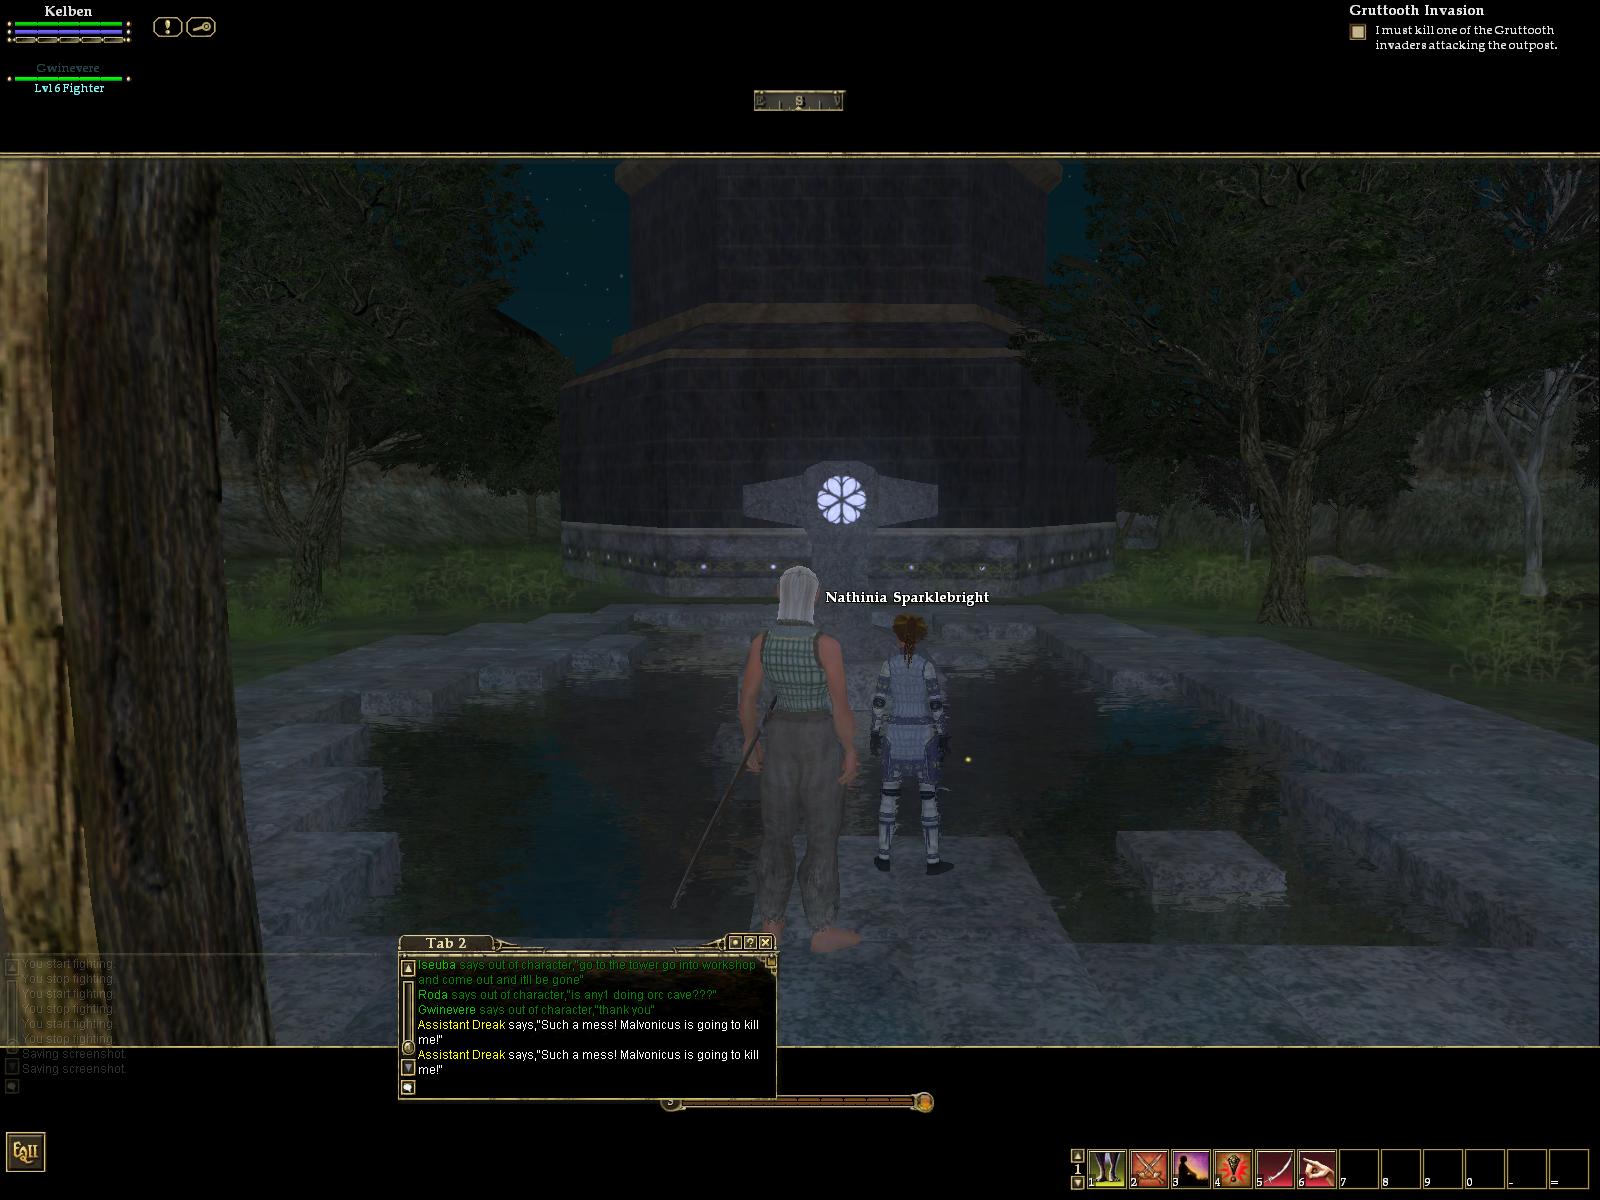 Kelben
Gwinevere
Lvl 6 Fighter
Gruttooth Invasion
I must kill one of the Gruttooth
invaders attacking the outpost.
E S W
Nathinia Sparklebright
You start fighting.
You stop fighting.
You start fighting.
You stop fighting.
You start fighting.
You stop fighting.
Saving screenshot.
Saving screenshot.
Tab 2
Iseuba says out of character,"go to the tower go into workshop
and come out and itll be gone"
Roda says out of character,"is any1 doing orc cave???"
Gwinevere says out of character,"thank you"
Assistant Dreak says,"Such a mess! Malvonicus is going to kill
me!"
Assistant Dreak says,"Such a mess! Malvonicus is going to kill
me!"
EQII
1
1 2 3 4 5 6 7 8 9 0 - =